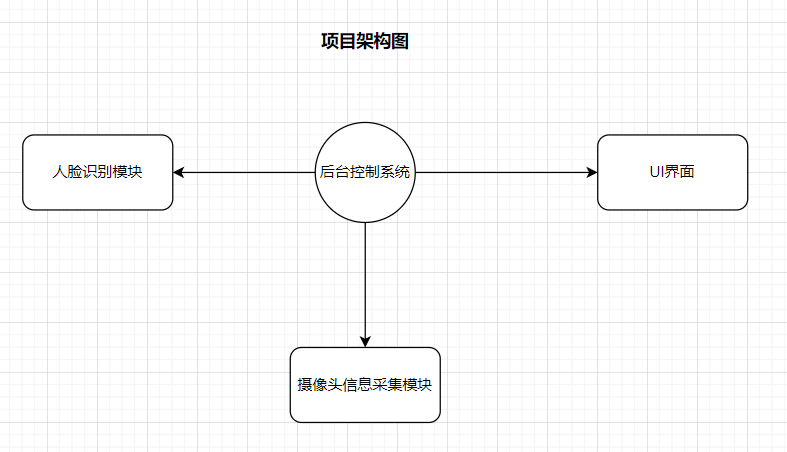 项目架构图
人脸识别模块
后台控制系统
UI界面
摄像头信息采集模块